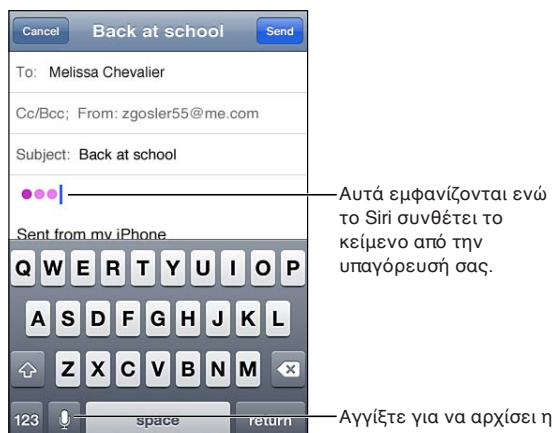 Cancel Back at school Send
To: Melissa Chevalier
Cc/Bcc; From: zgosler55@me.com
Subject: Back at school
Αυτά εμφανίζονται ενώ
το Siri συνθέτει το
κείμενο από την
υπαγόρευσή σας.
Sent from my iPhone
Q W E R T Y U I O P
A S D F G H J K L
Z X C V B N M
123 space return
Αγγίξτε για να αρχίσει η